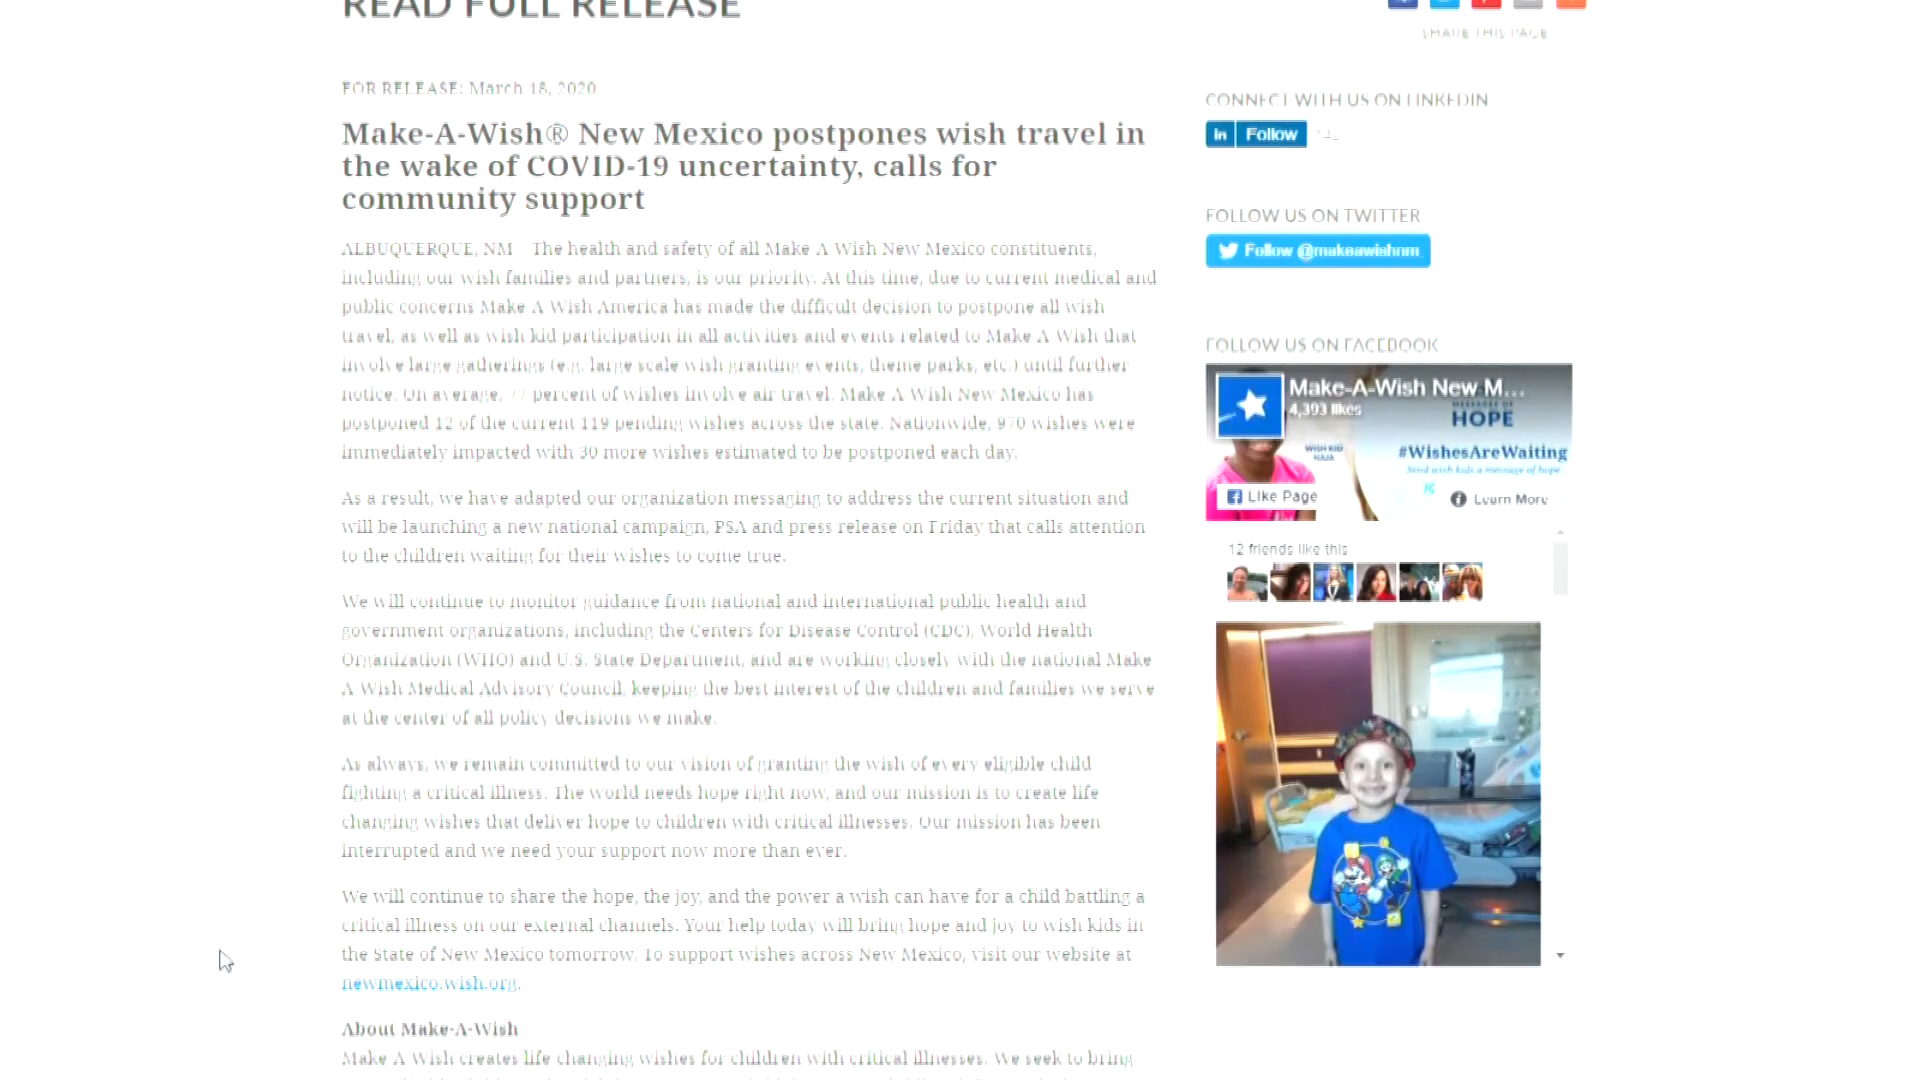 READ FULL RELEASE
SHARE THIS PAGE
FOR RELEASE: March 18, 2020
Make-A-Wish® New Mexico postpones wish travel in
the wake of COVID-19 uncertainty, calls for
community support
ALBUQUERQUE, NM The health and safety of all Make A Wish New Mexico constituents,
including our wish families and partners, is our priority. At this time, due to current medical and
public concerns Make A Wish America has made the difficult decision to postpone all wish
travel, as well as wish kid participation in all activities and events related to Make A Wish that
involve large gatherings (e.g. large scale wish granting events, theme parks, etc.) until further
notice. On average, 77 percent of wishes involve air travel. Make A Wish New Mexico has
postponed 12 of the current 119 pending wishes across the state. Nationwide, 970 wishes were
immediately impacted with 30 more wishes estimated to be postponed each day.
As a result, we have adapted our organization messaging to address the current situation and
will be launching a new national campaign, PSA and press release on Friday that calls attention
to the children waiting for their wishes to come true.
We will continue to monitor guidance from national and international public health and
government organizations, including the Centers for Disease Control (CDC), World Health
Organization (WHO) and U.S. State Department, and are working closely with the national Make
A Wish Medical Advisory Council, keeping the best interest of the children and families we serve
at the center of all policy decisions we make.
As always, we remain committed to our vision of granting the wish of every eligible child
fighting a critical illness. The world needs hope right now, and our mission is to create life
changing wishes that deliver hope to children with critical illnesses. Our mission has been
interrupted and we need your support now more than ever.
We will continue to share the hope, the joy, and the power a wish can have for a child battling a
critical illness on our external channels. Your help today will bring hope and joy to wish kids in
the State of New Mexico tomorrow. To support wishes across New Mexico, visit our website at
newmexico.wish.org.
About Make-A-Wish
Make A Wish creates life changing wishes for children with critical illnesses. We seek to bring
CONNECT WITH US ON LINKEDIN
in Follow
FOLLOW US ON TWITTER
Follow @makeawishnm
FOLLOW US ON FACEBOOK
Make-A-Wish New M...
4,393 likes
MESSAGES OF
HOPE
WISH KID
NAJA
#WishesAreWaiting
Send wish kids a message of hope
Like Page
Learn More
12 friends like this